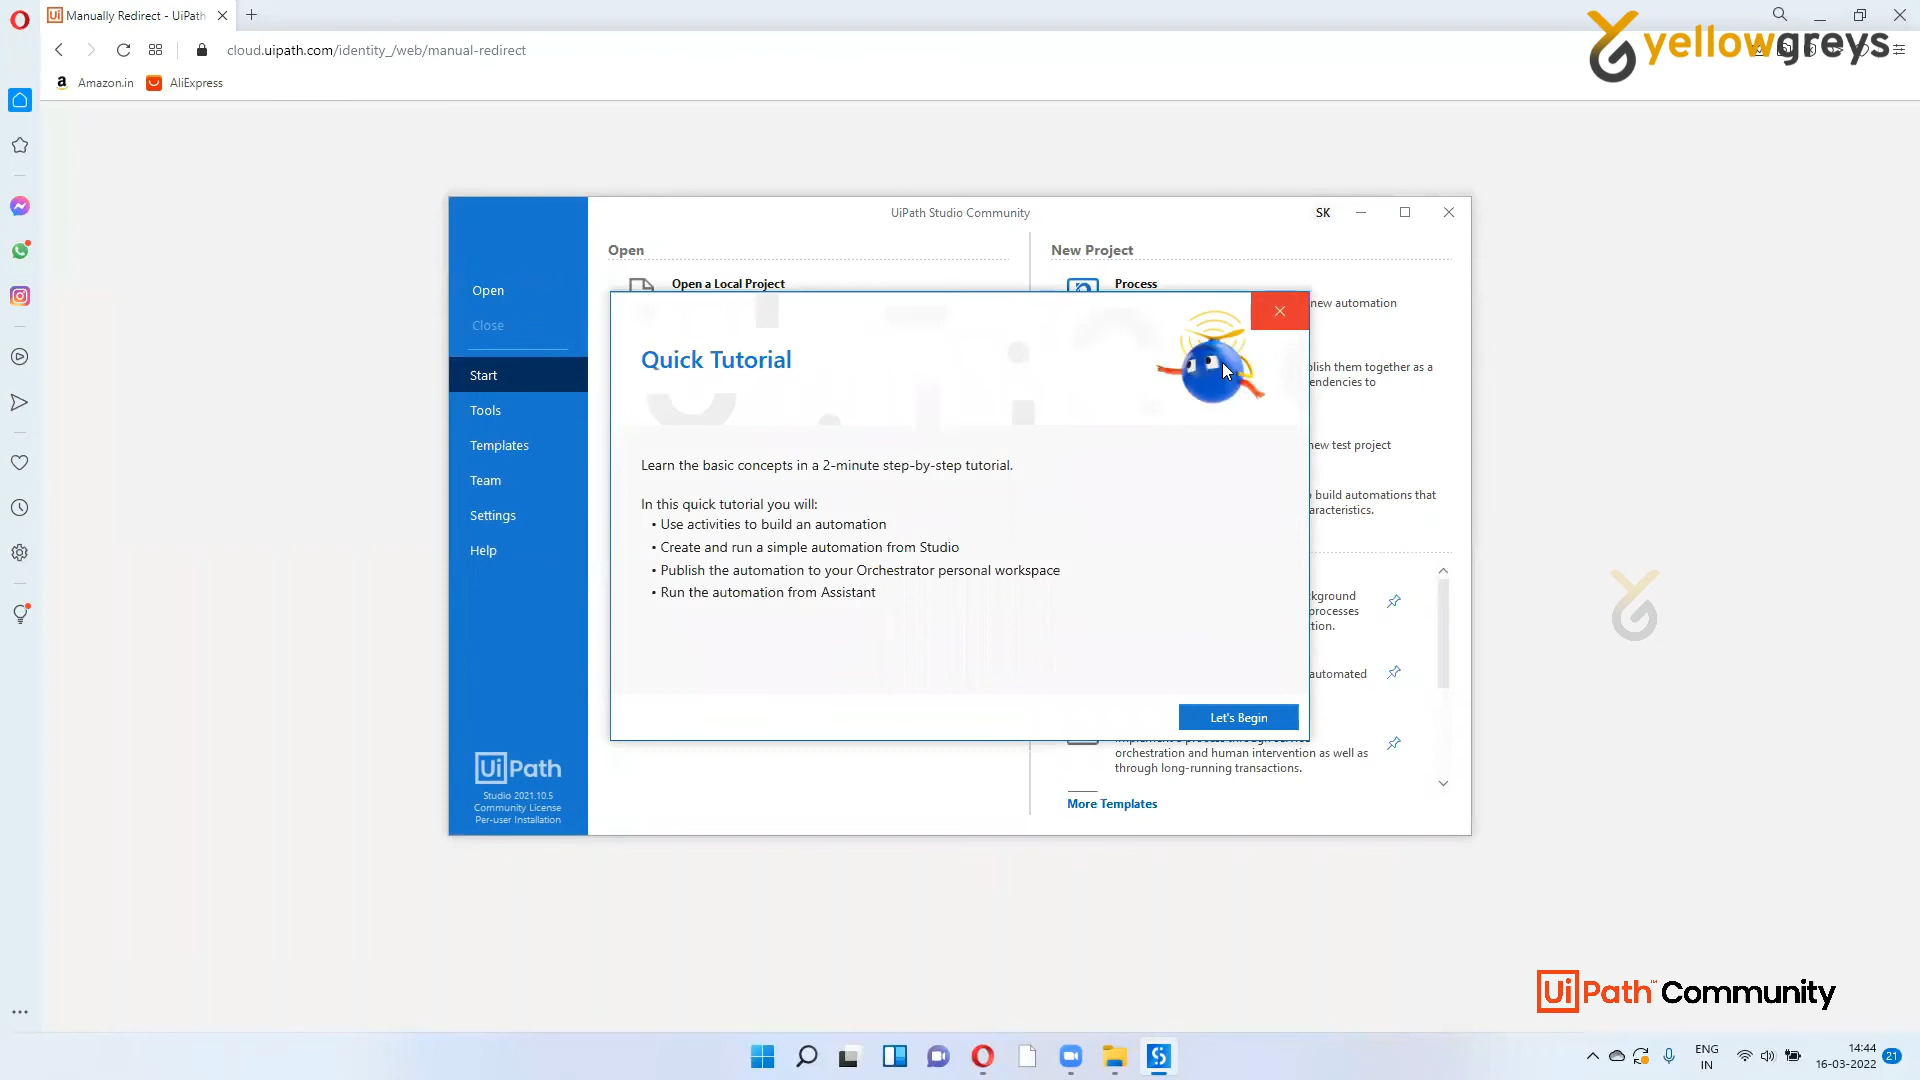 Manually Redirect - UiPath
cloud.uipath.com/identity_/web/manual-redirect
yellowgreys
Amazon.in
AliExpress
UiPath Studio Community
SK
Open
Close
Start
Tools
Templates
Team
Settings
Help
UiPath
Studio 2021.10.5
Community License
Per-user Installation
Open
Open a Local Project
New Project
Process
new automation
plish them together as a
endencies to
new test project
build automations that
aracteristics.
kground
processes
tion.
automated
orchestration and human intervention as well as
through long-running transactions.
More Templates
Quick Tutorial
Learn the basic concepts in a 2-minute step-by-step tutorial.
In this quick tutorial you will:
• Use activities to build an automation
• Create and run a simple automation from Studio
• Publish the automation to your Orchestrator personal workspace
• Run the automation from Assistant
Let's Begin
UiPath™ Community
ENG
IN
14:44
16-03-2022
21